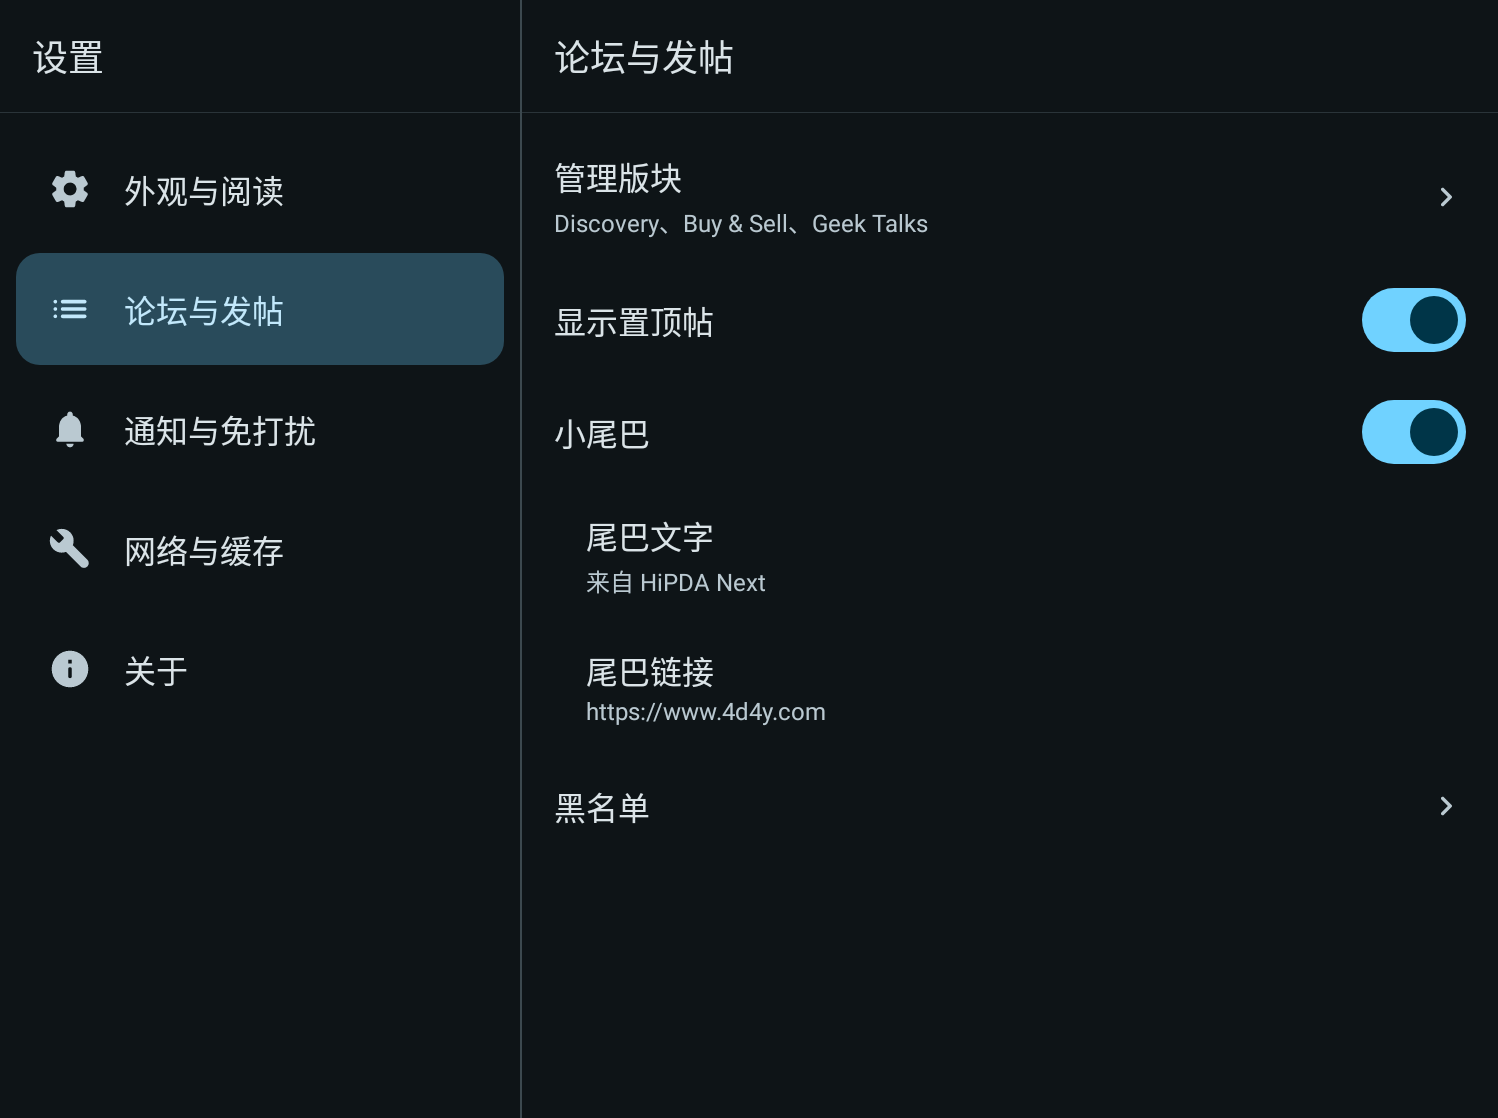 设置
外观与阅读
论坛与发帖
通知与免打扰
网络与缓存
关于
论坛与发帖
管理版块
Discovery、Buy & Sell、Geek Talks
显示置顶帖
小尾巴
尾巴文字
来自 HiPDA Next
尾巴链接
https://www.4d4y.com
黑名单